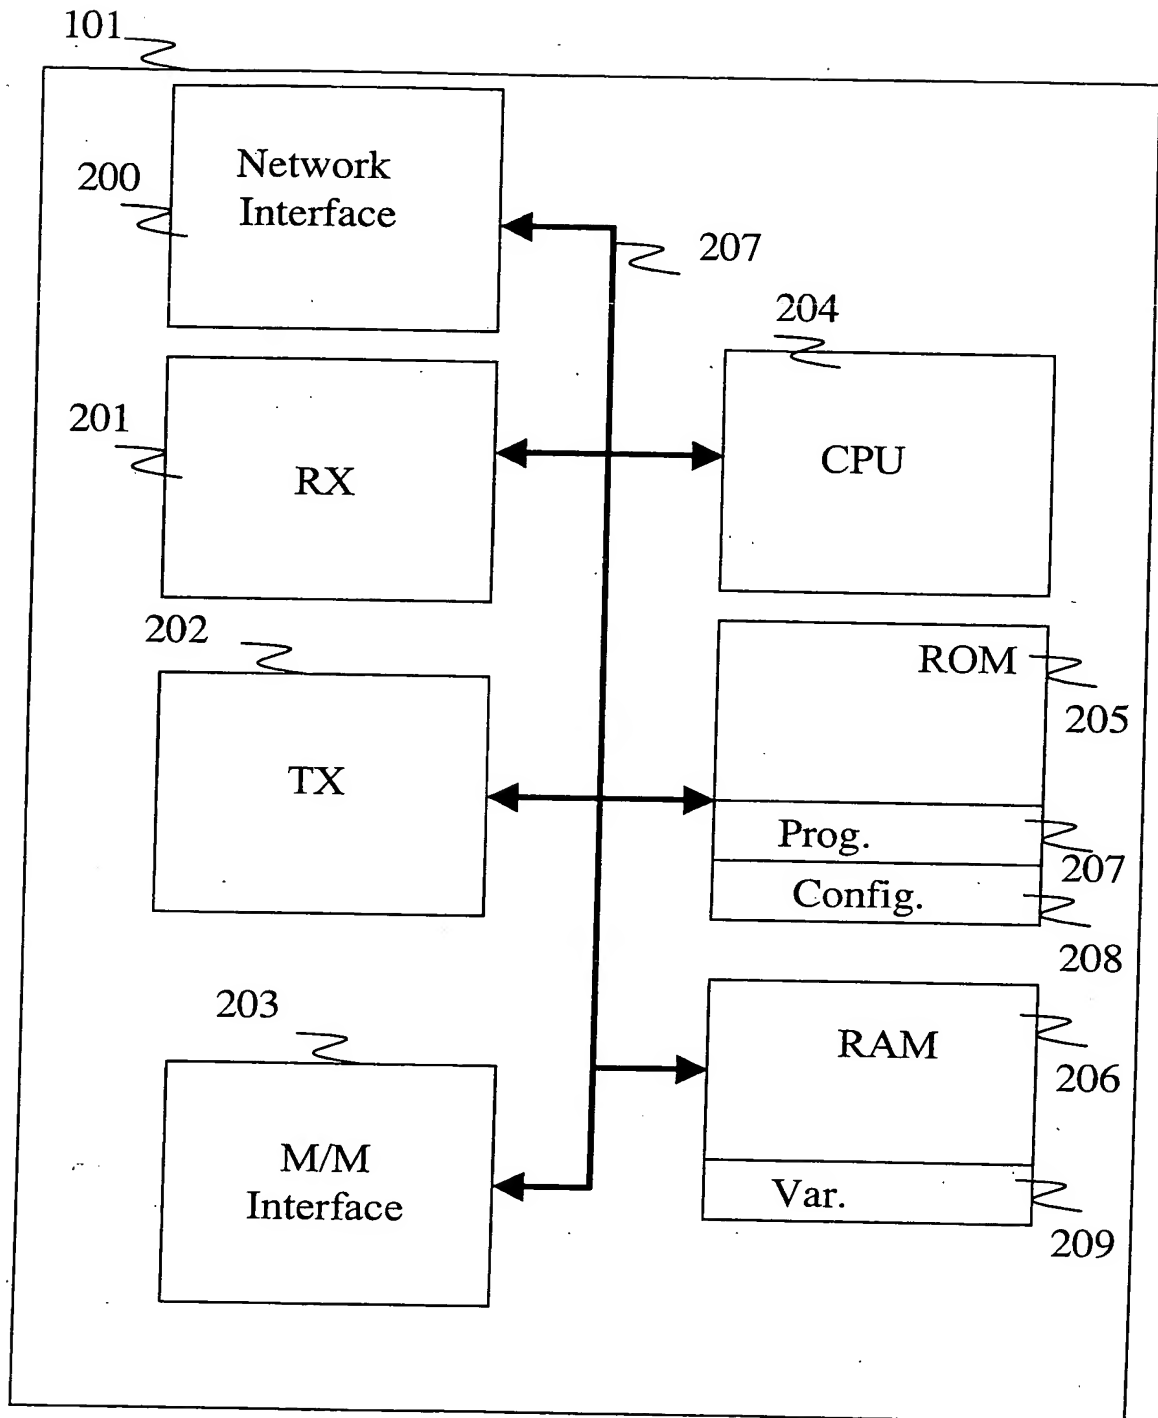 101
Network
Interface
200
207
204
201
RX
CPU
202
ROM
205
TX
Prog.
207
Config.
208
203
RAM
206
M/M
Interface
Var.
209